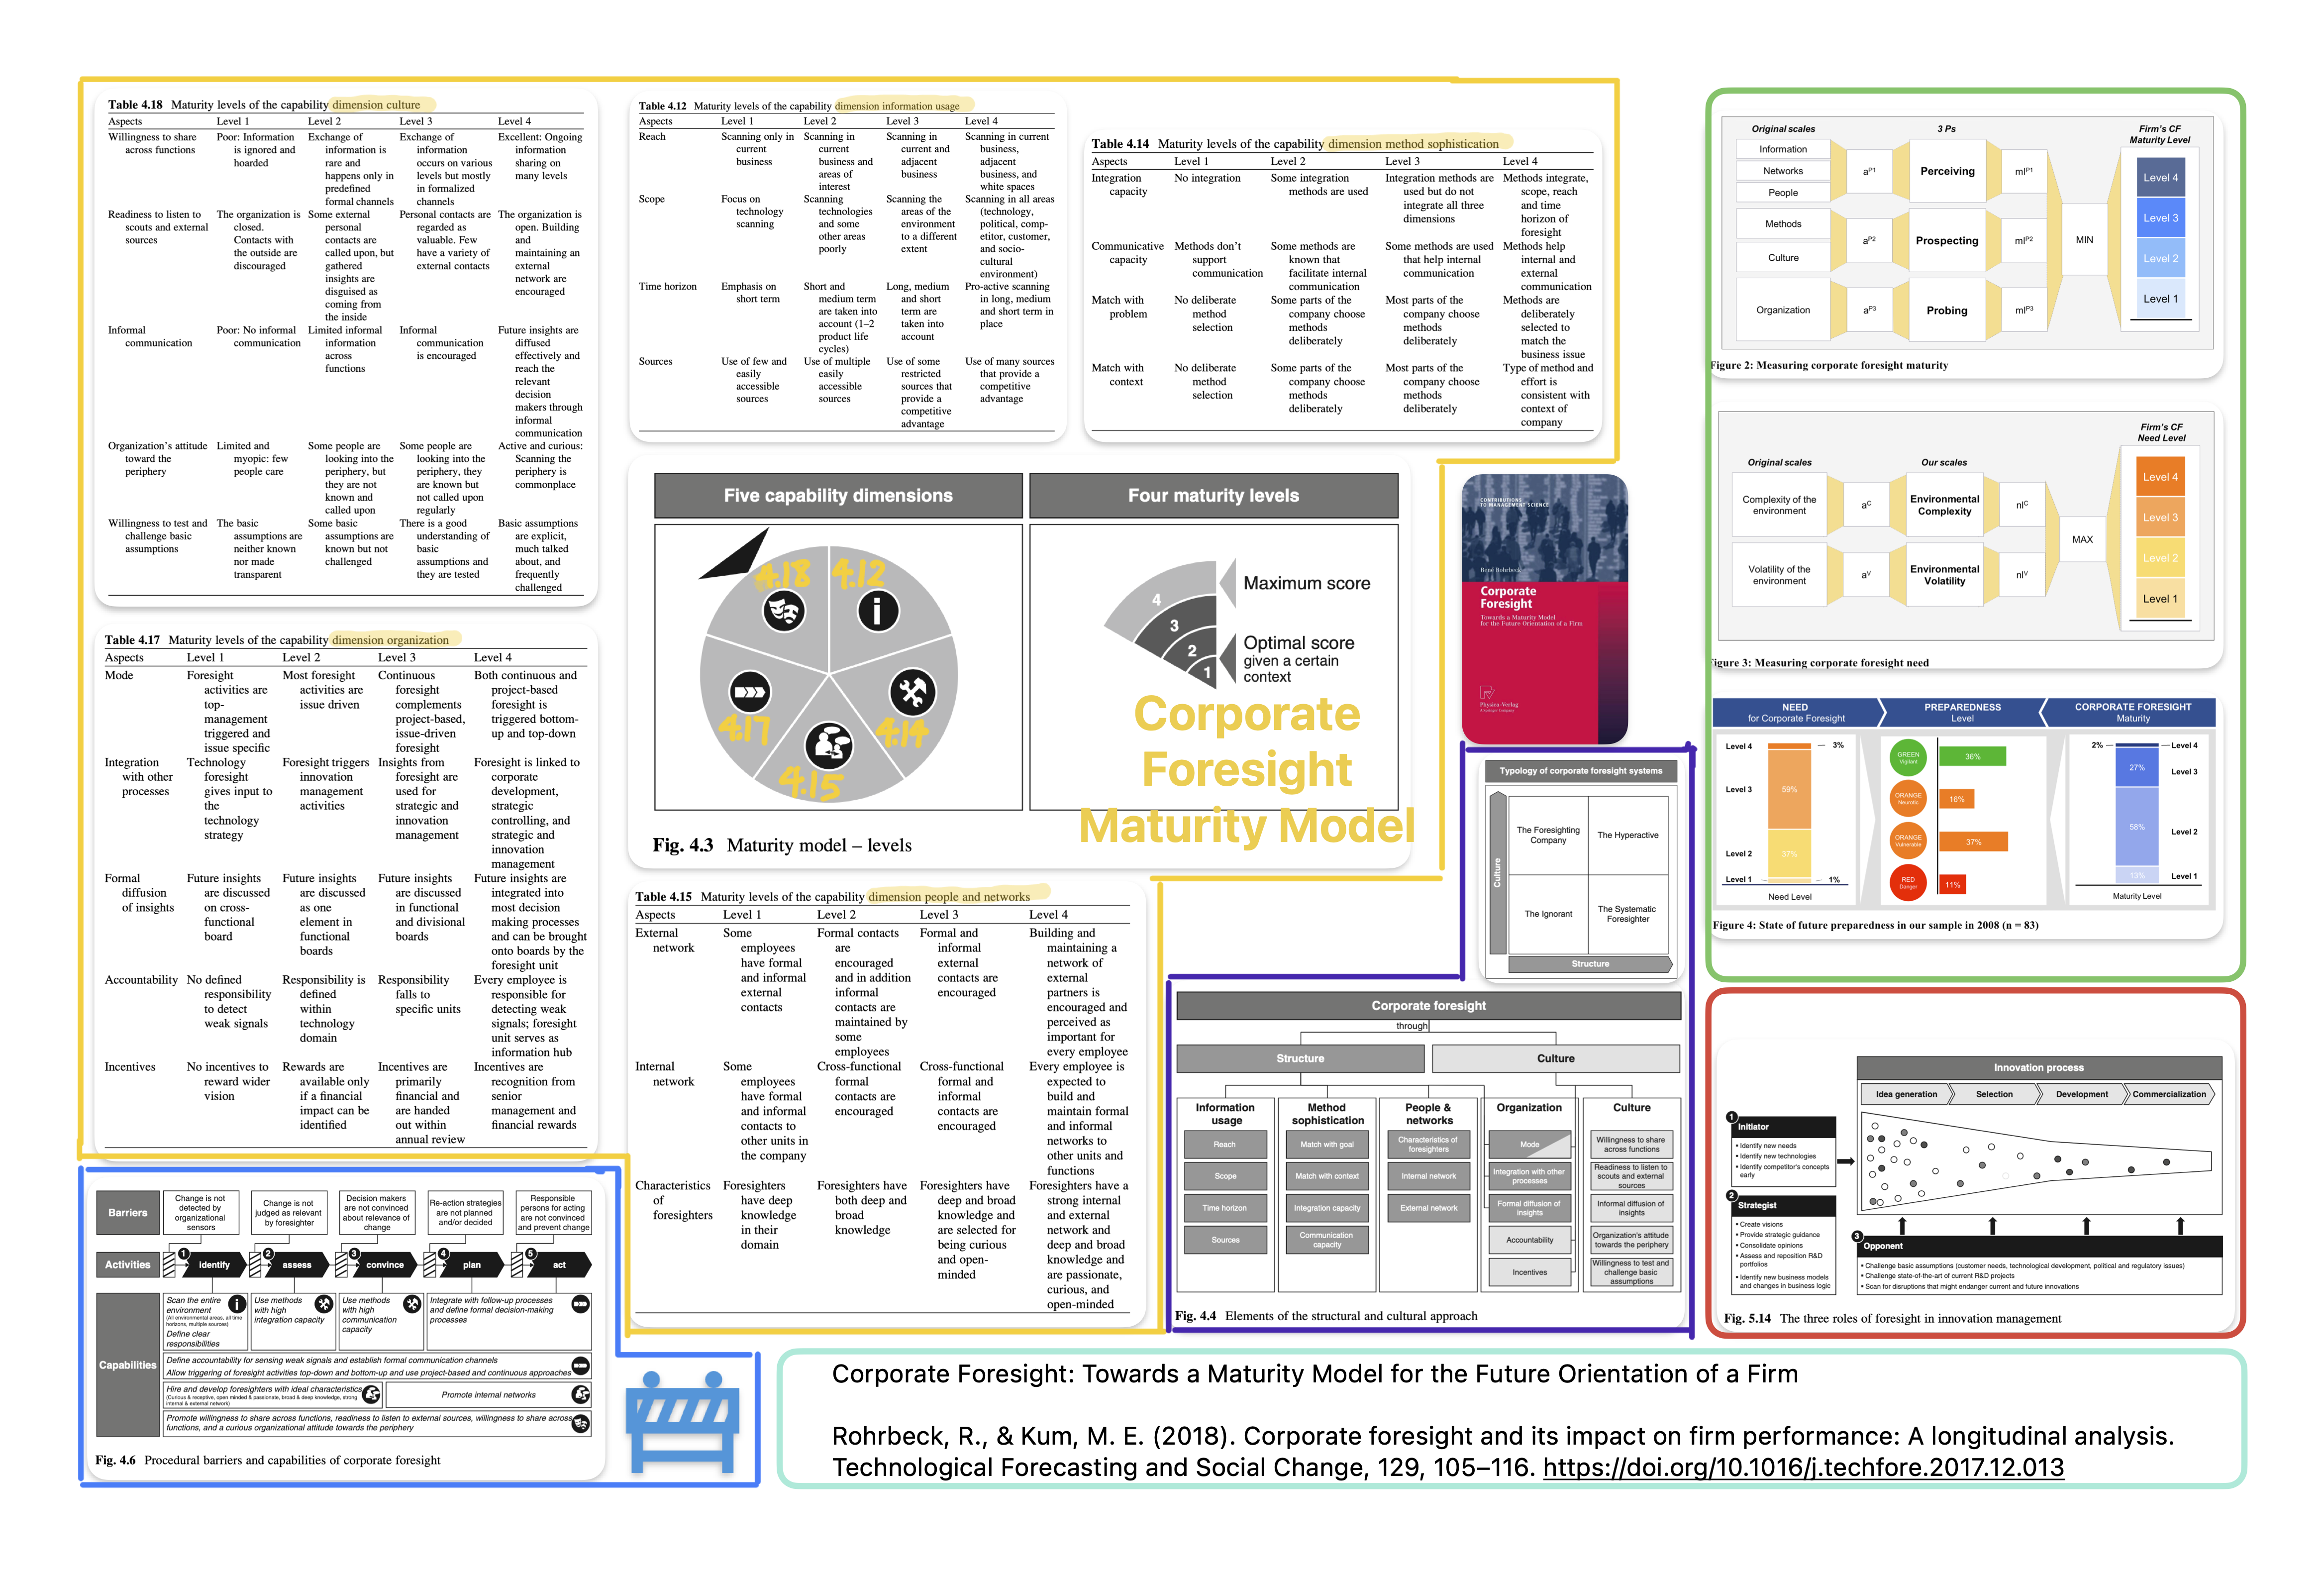 Table 4.18 Maturity levels of the capability dimension culture
Aspects Level 1 Level 2 Level 3 Level 4
Willingness to share across functions Poor: Information is ignored and hoarded Exchange of information is rare and happens only in predefined formal channels Exchange of information occurs on various levels but mostly in formalized channels Excellent: Ongoing information sharing on many levels
Readiness to listen to scouts and external sources The organization is closed. Contacts with the outside are discouraged Some external personal contacts are called upon, but gathered insights are disguised as coming from the inside Personal contacts are regarded as valuable. Few have a variety of external contacts The organization is open. Building and maintaining an external network are encouraged
Informal communication Poor: No informal communication Limited informal information across functions Informal communication is encouraged Future insights are diffused effectively and reach the relevant decision makers through informal communication
Organization's attitude toward the periphery Limited and myopic: few people care Some people are looking into the periphery, but they are not known and called upon Some people are looking into the periphery, they are known but not called upon regularly Active and curious: Scanning the periphery is commonplace
Willingness to test and challenge basic assumptions The basic assumptions are neither known nor made transparent Some basic assumptions are known but not challenged There is a good understanding of basic assumptions and they are tested Basic assumptions are explicit, much talked about, and frequently challenged
Table 4.12 Maturity levels of the capability dimension information usage
Aspects Level 1 Level 2 Level 3 Level 4
Reach Scanning only in current business Scanning in current business and areas of interest Scanning in current and adjacent business Scanning in current business, adjacent business, and white spaces
Scope Focus on technology scanning Scanning technologies and some other areas poorly Scanning the areas of the environment to a different extent Scanning in all areas (technology, political, competitor, customer, and socio-cultural environment)
Time horizon Emphasis on short term Short and medium term are taken into account (1–2 product life cycles) Long, medium and short term are taken into account Pro-active scanning in long, medium and short term in place
Sources Use of few and easily accessible sources Use of multiple easily accessible sources Use of some restricted sources that provide a competitive advantage Use of many sources that provide a competitive advantage
Table 4.14 Maturity levels of the capability dimension method sophistication
Aspects Level 1 Level 2 Level 3 Level 4
Integration capacity No integration Some integration methods are used Integration methods are used but do not integrate all three dimensions Methods integrate, scope, reach and time horizon of foresight
Communicative capacity Methods don't support communication Some methods are known that facilitate internal communication Some methods are used that help internal communication Methods help internal and external communication
Match with problem No deliberate method selection Some parts of the company choose methods deliberately Most parts of the company choose methods deliberately Methods are deliberately selected to match the business issue
Match with context No deliberate method selection Some parts of the company choose methods deliberately Most parts of the company choose methods deliberately Type of method and effort is consistent with context of company
Five capability dimensions
Four maturity levels
4.18 4.12
4.17 4.14
4.15
4
3
2
1
Maximum score
Optimal score
given a certain
context
Corporate
Foresight
Maturity Model
Fig. 4.3 Maturity model – levels
CONTRIBUTIONS
TO MANAGEMENT SCIENCE
René Rohrbeck
Corporate
Foresight
Towards a Maturity Model
for the Future Orientation of a Firm
Physica-Verlag
A Springer Company
Table 4.17 Maturity levels of the capability dimension organization
Aspects Level 1 Level 2 Level 3 Level 4
Mode Foresight activities are top-management triggered and issue specific Most foresight activities are issue driven Continuous foresight complements project-based, issue-driven foresight Both continuous and project-based foresight is triggered bottom-up and top-down
Integration with other processes Technology foresight gives input to the technology strategy Foresight triggers innovation management activities Insights from foresight are used for strategic and innovation management Foresight is linked to corporate development, strategic controlling, and strategic and innovation management
Formal diffusion of insights Future insights are discussed on cross-functional board Future insights are discussed as one element in functional boards Future insights are discussed in functional and divisional boards Future insights are integrated into most decision making processes and can be brought onto boards by the foresight unit
Accountability No defined responsibility to detect weak signals Responsibility is defined within technology domain Responsibility falls to specific units Every employee is responsible for detecting weak signals; foresight unit serves as information hub
Incentives No incentives to reward wider vision Rewards are available only if a financial impact can be identified Incentives are primarily financial and are handed out within annual review Incentives are recognition from senior management and financial rewards
Table 4.15 Maturity levels of the capability dimension people and networks
Aspects Level 1 Level 2 Level 3 Level 4
External network Some employees have formal and informal external contacts Formal contacts are encouraged and in addition informal contacts are maintained by some employees Formal and informal external contacts are encouraged Building and maintaining a network of external partners is encouraged and perceived as important for every employee
Internal network Some employees have formal and informal contacts to other units in the company Cross-functional formal contacts are encouraged Cross-functional formal and informal contacts are encouraged Every employee is expected to build and maintain formal and informal networks to other units and functions
Characteristics of foresighters Foresighters have deep knowledge in their domain Foresighters have both deep and broad knowledge Foresighters have deep and broad knowledge and are selected for being curious and open-minded Foresighters have a strong internal and external network and deep and broad knowledge and are passionate, curious, and open-minded
Barriers
Change is not detected by organizational sensors
Change is not judged as relevant by foresighter
Decision makers are not convinced about relevance of change
Re-action strategies are not planned and/or decided
Responsible persons for acting are not convinced and prevent change
Activities
1 identify
2 assess
3 convince
4 plan
5 act
Capabilities
Scan the entire environment
(All environmental areas, all time horizons, multiple sources)
Define clear responsibilities
Use methods with high integration capacity
Use methods with high communication capacity
Integrate with follow-up processes and define formal decision-making processes
Define accountability for sensing weak signals and establish formal communication channels
Allow triggering of foresight activities top-down and bottom-up and use project-based and continuous approaches
Hire and develop foresighters with ideal characteristics
(Curious & receptive, open minded & passionate, broad & deep knowledge, strong internal & external network)
Promote internal networks
Promote willingness to share across functions, readiness to listen to external sources, willingness to share across functions, and a curious organizational attitude towards the periphery
Fig. 4.6 Procedural barriers and capabilities of corporate foresight
Typology of corporate foresight systems
Culture
The Foresighting Company
The Hyperactive
The Ignorant
The Systematic Foresighter
Structure
Corporate foresight
through
Structure
Culture
Information usage
Reach
Scope
Time horizon
Sources
Method sophistication
Match with goal
Match with context
Integration capacity
Communication capacity
People & networks
Characteristics of foresighters
Internal network
External network
Organization
Mode
Integration with other processes
Formal diffusion of insights
Accountability
Incentives
Culture
Willingness to share across functions
Readiness to listen to scouts and external sources
Informal diffusion of insights
Organization's attitude towards the periphery
Willingness to test and challenge basic assumptions
Fig. 4.4 Elements of the structural and cultural approach
Original scales
3 Ps
Firm's CF
Maturity Level
Information
Networks
People
Methods
Culture
Organization
aP1 Perceiving mlP1
aP2 Prospecting mlP2
aP3 Probing mlP3
MIN
Level 4
Level 3
Level 2
Level 1
Figure 2: Measuring corporate foresight maturity
Original scales
Our scales
Firm's CF
Need Level
Complexity of the environment aC Environmental Complexity nlC
Volatility of the environment aV Environmental Volatility nlV
MAX
Level 4
Level 3
Level 2
Level 1
Figure 3: Measuring corporate foresight need
NEED
for Corporate Foresight
PREPAREDNESS
Level
CORPORATE FORESIGHT
Maturity
Level 4 3%
Level 3 59%
Level 2 37%
Level 1 1%
Need Level
GREEN Vigilant 36%
ORANGE Neurotic 16%
ORANGE Vulnerable 37%
RED Danger 11%
2% Level 4
27% Level 3
58% Level 2
13% Level 1
Maturity Level
Figure 4: State of future preparedness in our sample in 2008 (n = 83)
Innovation process
Idea generation
Selection
Development
Commercialization
1
Initiator
• Identify new needs
• Identify new technologies
• Identify competitor's concepts early
2
Strategist
• Create visions
• Provide strategic guidance
• Consolidate opinions
• Assess and reposition R&D portfolios
• Identify new business models and changes in business logic
3
Opponent
• Challenge basic assumptions (customer needs, technological development, political and regulatory issues)
• Challenge state-of-the-art of current R&D projects
• Scan for disruptions that might endanger current and future innovations
Fig. 5.14 The three roles of foresight in innovation management
Corporate Foresight: Towards a Maturity Model for the Future Orientation of a Firm
Rohrbeck, R., & Kum, M. E. (2018). Corporate foresight and its impact on firm performance: A longitudinal analysis.
Technological Forecasting and Social Change, 129, 105–116. https://doi.org/10.1016/j.techfore.2017.12.013